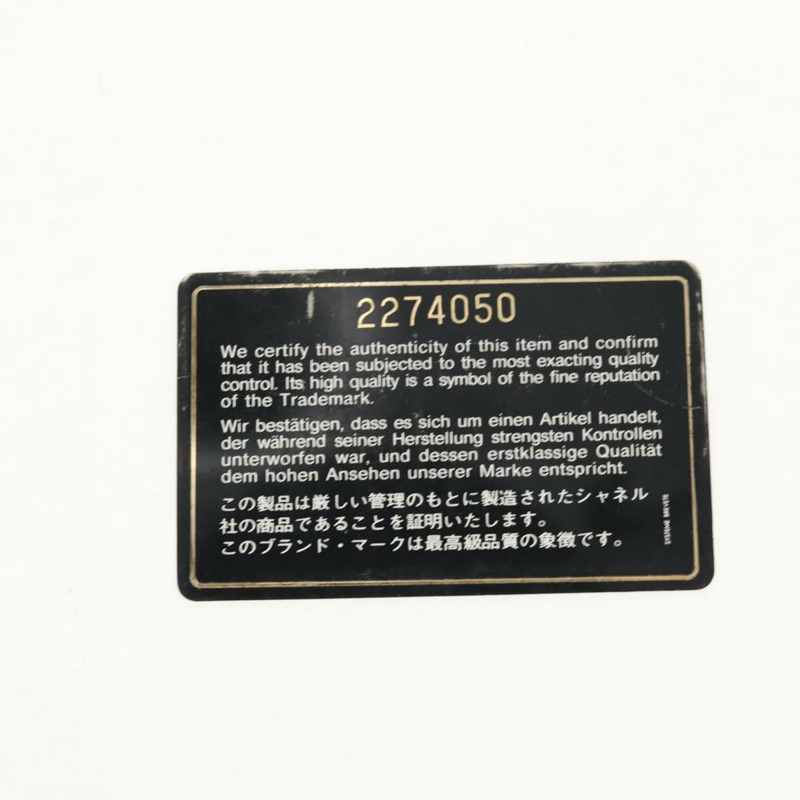 2274050
We certify the authenticity of this item and confirm
that it has been subjected to the most exacting quality
control. Its high quality is a symbol of the fine reputation
of the Trademark.
Wir bestätigen, dass es sich um einen Artikel handelt,
der während seiner Herstellung strengsten Kontrollen
unterworfen war, und dessen erstklassige Qualität
dem hohen Ansehen unserer Marke entspricht.
この製品は厳しい管理のもとに製造されたシャネル
社の商品であることを証明いたします。
このブランド・マークは最高級品質の象徴です。
SYSTEME BREVETE